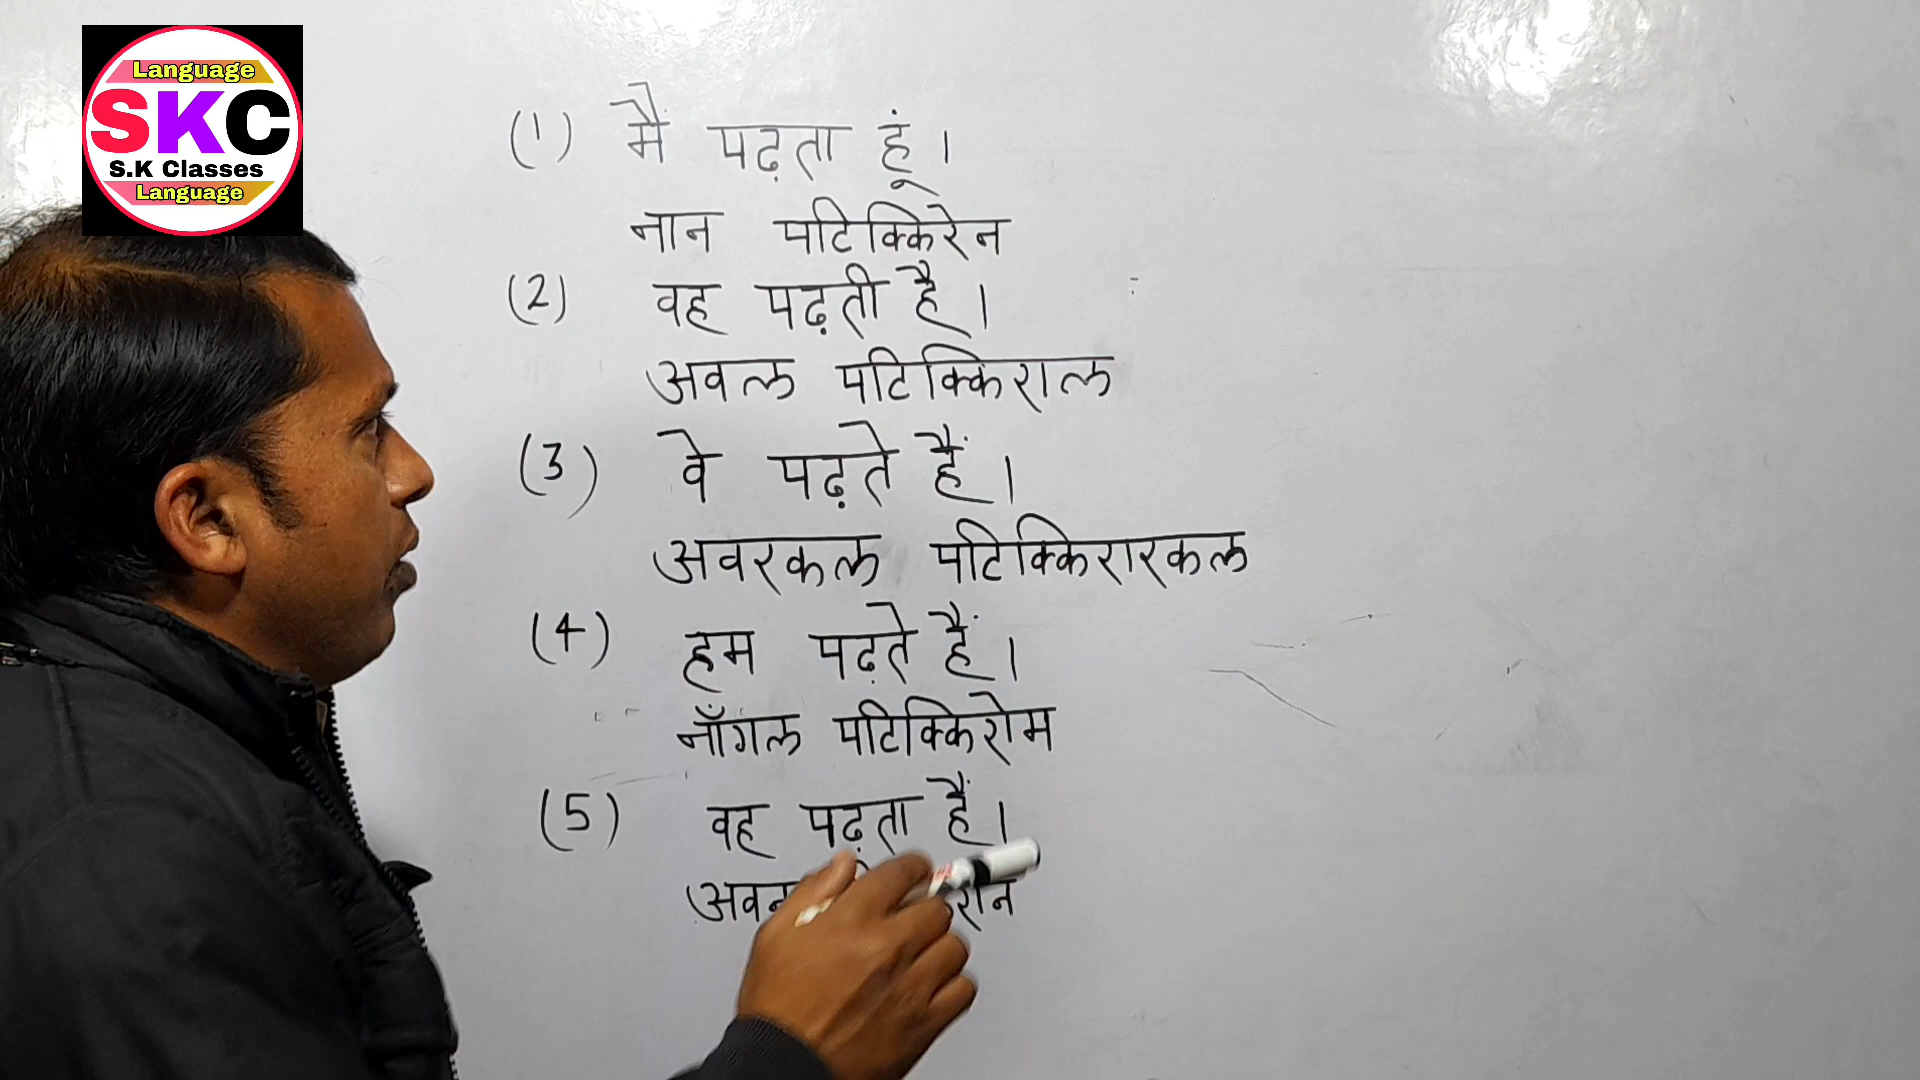 Language
SKC
S.K Classes
Language
(1) मैं पढ़ता हूं।
नान पटिक्किरेन
(2) वह पढ़ती है।
अवल पटिक्किराल
(3) वे पढ़ते हैं।
अवरकल पटिक्किरारकल
(4) हम पढ़ते हैं।
नाँगल पटिक्किरोम
(5) वह पढ़ता हैं।